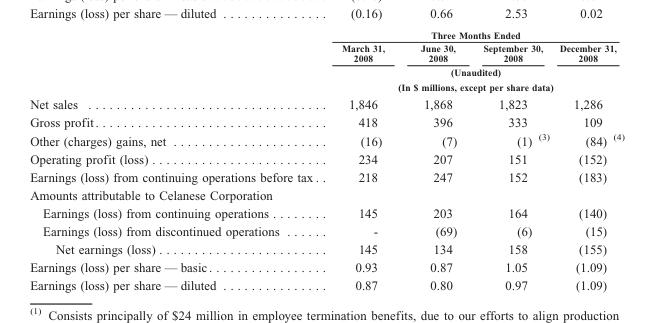 Earnings (loss) per share — diluted . . . . . . . . . . . . . . (0.16) 0.66 2.53 0.02
Three Months Ended
March 31, 2008 June 30, 2008 September 30, 2008 December 31, 2008
(Unaudited)
(In $ millions, except per share data)
Net sales . . . . . . . . . . . . . . . . . . . . . . . . . . . . . . . . 1,846 1,868 1,823 1,286
Gross profit . . . . . . . . . . . . . . . . . . . . . . . . . . . . . . . 418 396 333 109
Other (charges) gains, net . . . . . . . . . . . . . . . . . . . . (16) (7) (1) (3) (84) (4)
Operating profit (loss) . . . . . . . . . . . . . . . . . . . . . . . 234 207 151 (152)
Earnings (loss) from continuing operations before tax . . 218 247 152 (183)
Amounts attributable to Celanese Corporation
Earnings (loss) from continuing operations . . . . . . . . 145 203 164 (140)
Earnings (loss) from discontinued operations . . . . . . - (69) (6) (15)
Net earnings (loss) . . . . . . . . . . . . . . . . . . . . . . 145 134 158 (155)
Earnings (loss) per share — basic . . . . . . . . . . . . . . . 0.93 0.87 1.05 (1.09)
Earnings (loss) per share — diluted . . . . . . . . . . . . . . 0.87 0.80 0.97 (1.09)
(1) Consists principally of $24 million in employee termination benefits, due to our efforts to align production